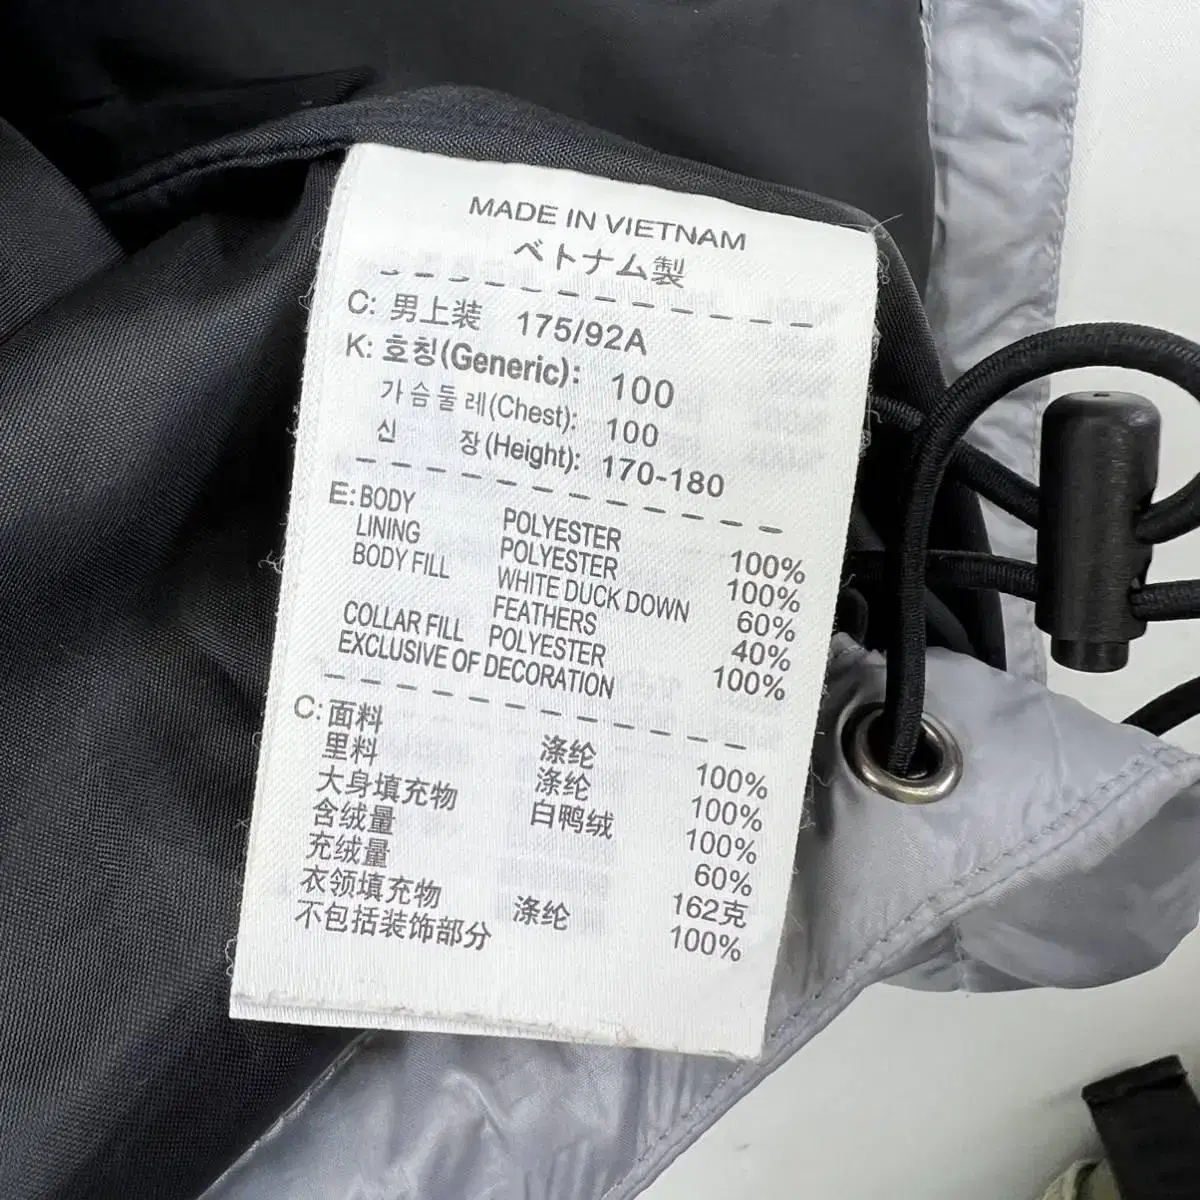 MADE IN VIETNAM
ベトナム製
C: 男上装 175/92A
K: 호칭(Generic): 100
가슴둘레(Chest): 100
신 장(Height): 170-180
E: BODY POLYESTER 100%
LINING POLYESTER 100%
BODY FILL WHITE DUCK DOWN 60%
FEATHERS 40%
COLLAR FILL POLYESTER 100%
EXCLUSIVE OF DECORATION
C: 面料 涤纶 100%
里料 涤纶 100%
大身填充物 白鸭绒 100%
含绒量 60%
充绒量 162克
衣领填充物 涤纶 100%
不包括装饰部分